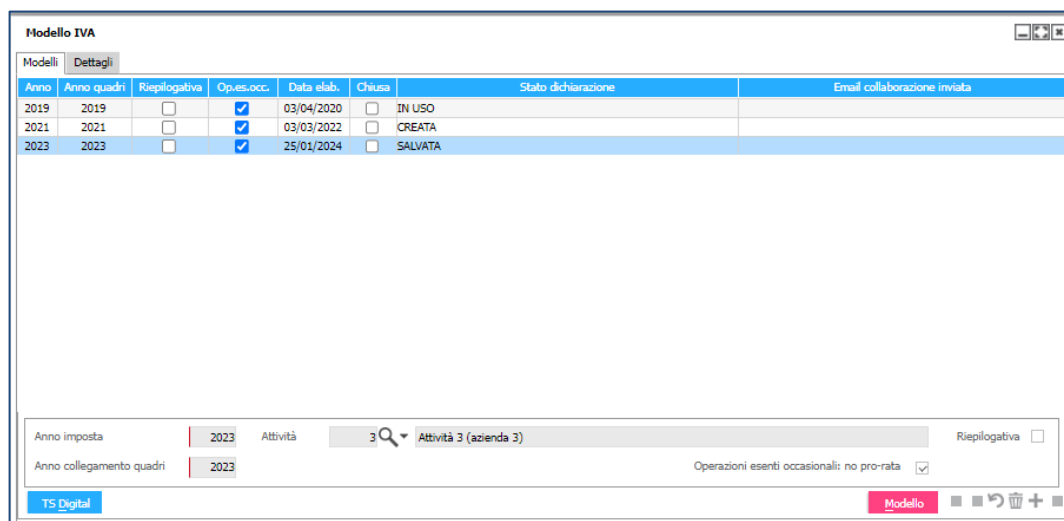 Modello IVA
Modelli Dettagli
Anno Anno quadri Riepilogativa Op.es.occ. Data elab. Chiusa Stato dichiarazione Email collaborazione inviata
2019 2019 03/04/2020 IN USO
2021 2021 03/03/2022 CREATA
2023 2023 25/01/2024 SALVATA
Anno imposta 2023 Attività 3 Attività 3 (azienda 3) Riepilogativa
Anno collegamento quadri 2023 Operazioni esenti occasionali: no pro-rata
TS Digital Modello